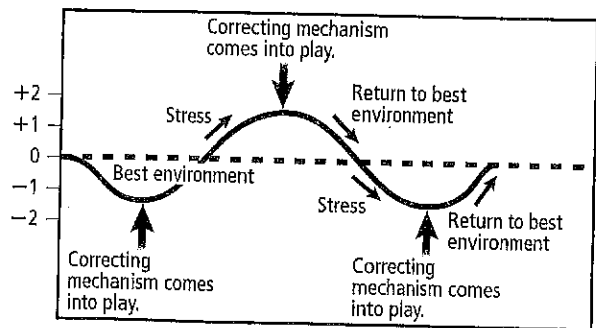 Correcting mechanism
comes into play.
+2
+1
0
−1
−2
Stress
Return to best
environment
Best environment
Stress
Return to best
environment
Correcting
mechanism comes
into play.
Correcting
mechanism comes
into play.